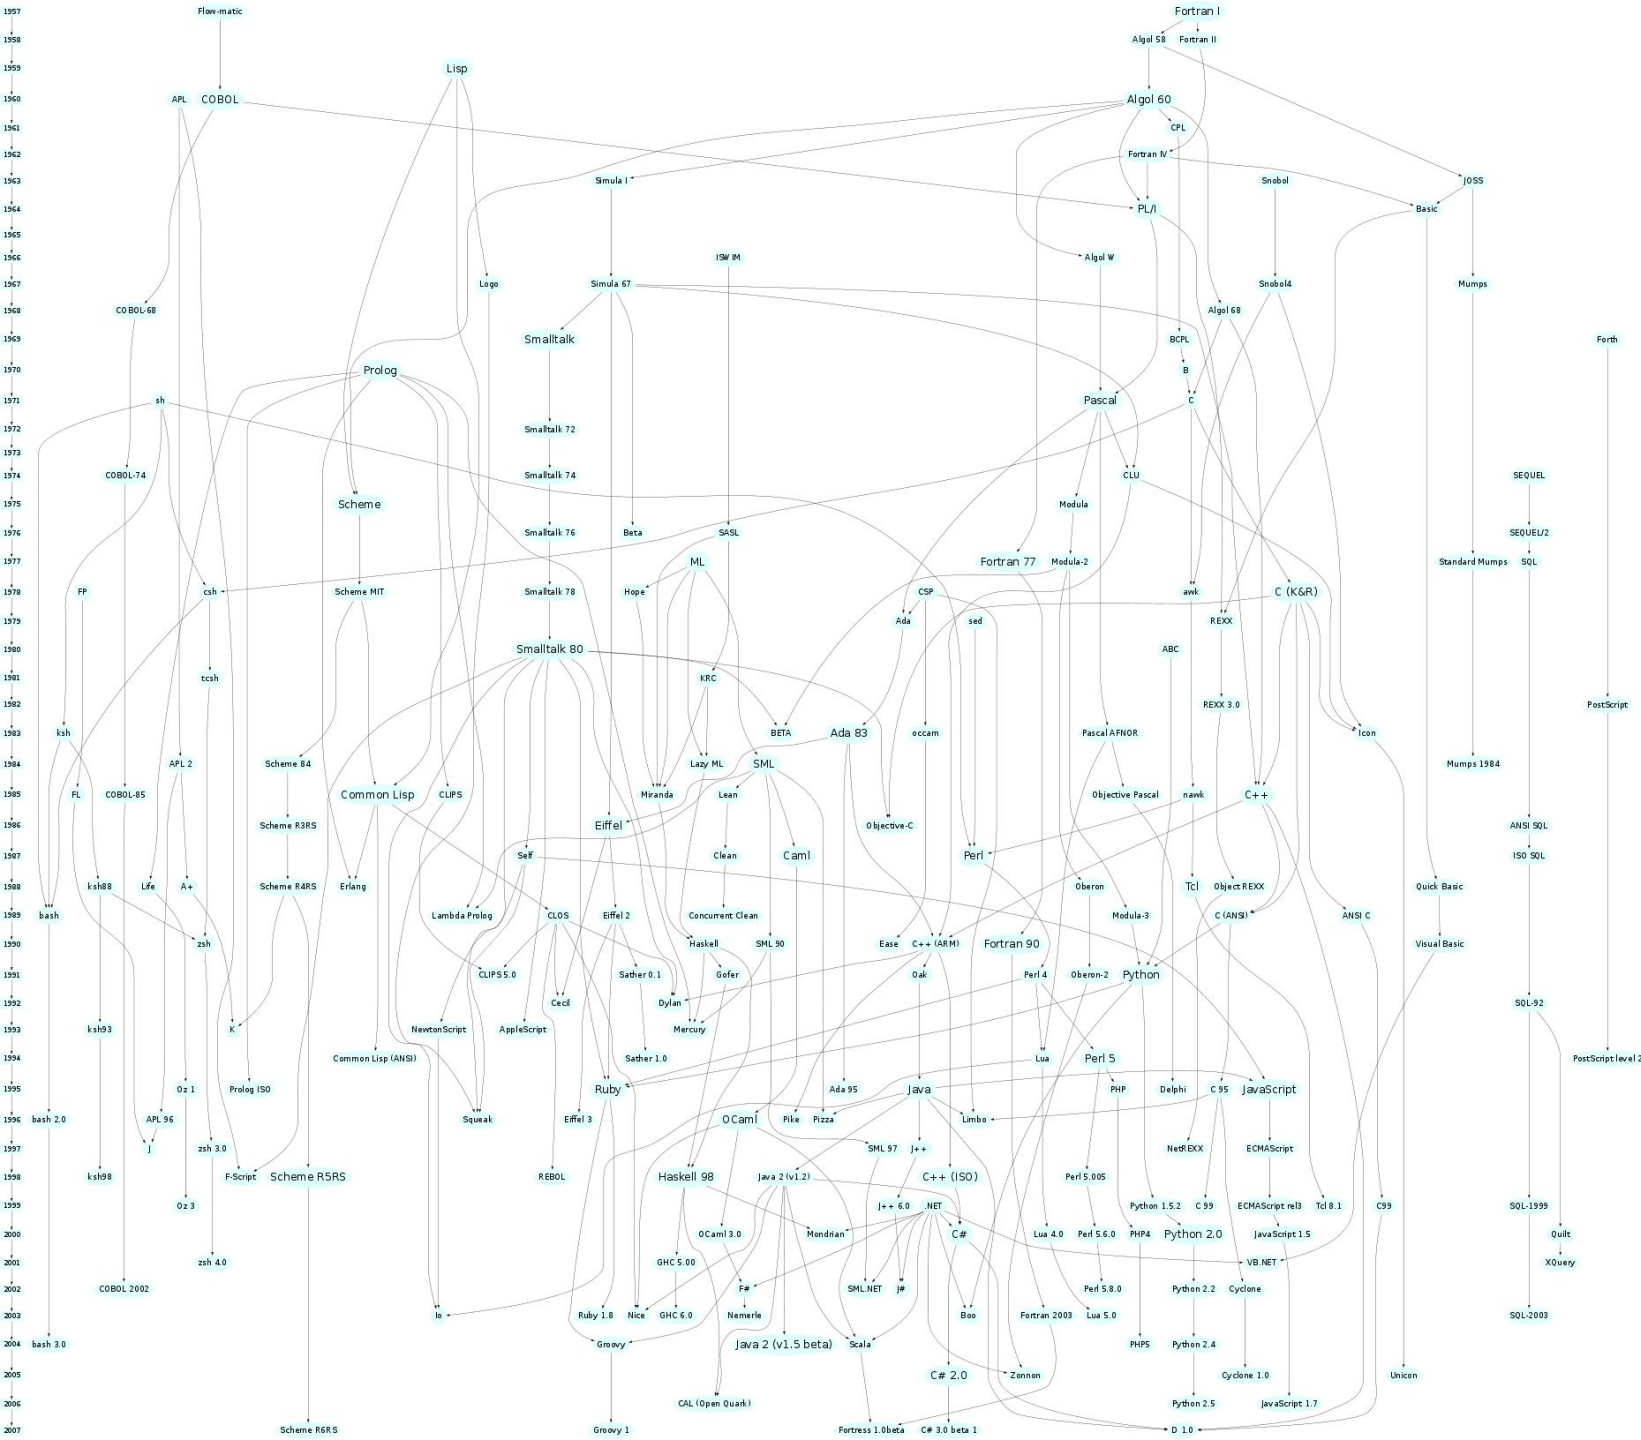 1957 Flow-matic Fortran I
1958 Algol 58 Fortran II
1959 Lisp
1960 APL COBOL Algol 60
1961 CPL
1962 Fortran IV
1963 Simula I Snobol JOSS
1964 PL/I Basic
1965
1966 ISWIM Algol W
1967 Logo Simula 67 Snobol4 Mumps
1968 COBOL-68 Algol 68
1969 Smalltalk BCPL Forth
1970 Prolog B
1971 sh Pascal C
1972 Smalltalk 72
1973
1974 COBOL-74 Smalltalk 74 CLU SEQUEL
1975 Scheme Modula
1976 Smalltalk 76 Beta SASL SEQUEL/2
1977 ML Fortran 77 Modula-2 Standard Mumps SQL
1978 FP csh Scheme MIT Smalltalk 78 Hope CSP awk C (K&R)
1979 Ada sed REXX
1980 Smalltalk 80 ABC
1981 tcsh KRC
1982 REXX 3.0 PostScript
1983 ksh BETA Ada 83 occam Pascal AFNOR Icon
1984 APL 2 Scheme 84 Lazy ML SML Mumps 1984
1985 FL COBOL-85 Common Lisp CLIPS Miranda Lean Objective Pascal nawk C++
1986 Scheme R3RS Eiffel Objective-C ANSI SQL
1987 Self Clean Caml Perl ISO SQL
1988 ksh88 Life A+ Scheme R4RS Erlang Oberon Tcl Object REXX Quick Basic
1989 bash Lambda Prolog CLOS Eiffel 2 Concurrent Clean Modula-3 C (ANSI) ANSI C
1990 zsh Haskell SML 90 Ease C++ (ARM) Fortran 90 Visual Basic
1991 CLIPS 5.0 Sather 0.1 Gofer Oak Perl 4 Oberon-2 Python
1992 Cecil Dylan SQL-92
1993 ksh93 K NewtonScript AppleScript Mercury
1994 Common Lisp (ANSI) Sather 1.0 Lua Perl 5 PostScript level 2
1995 Oz 1 Prolog ISO Ruby Ada 95 Java PHP Delphi C 95 JavaScript
1996 bash 2.0 APL 96 Squeak Eiffel 3 OCaml Pike Pizza Limbo
1997 J zsh 3.0 SML 97 J++ NetREXX ECMAScript
1998 ksh98 F-Script Scheme R5RS REBOL Haskell 98 Java 2 (v1.2) C++ (ISO) Perl 5.005
1999 Oz 3 J++ 6.0 .NET Python 1.5.2 C 99 ECMAScript rel3 Tcl 8.1 C99 SQL-1999
2000 OCaml 3.0 Mondrian C# Lua 4.0 Perl 5.6.0 PHP4 Python 2.0 JavaScript 1.5 Quilt
2001 zsh 4.0 GHC 5.00 VB.NET XQuery
2002 COBOL 2002 F# SML.NET J# Perl 5.8.0 Python 2.2 Cyclone
2003 Io Ruby 1.8 Nice GHC 6.0 Nemerle Boo Fortran 2003 Lua 5.0 SQL-2003
2004 bash 3.0 Groovy Java 2 (v1.5 beta) Scala PHP5 Python 2.4
2005 C# 2.0 Zonnon Cyclone 1.0 Unicon
2006 CAL (Open Quark) Python 2.5 JavaScript 1.7
2007 Scheme R6RS Groovy 1 Fortress 1.0beta C# 3.0 beta 1 D 1.0